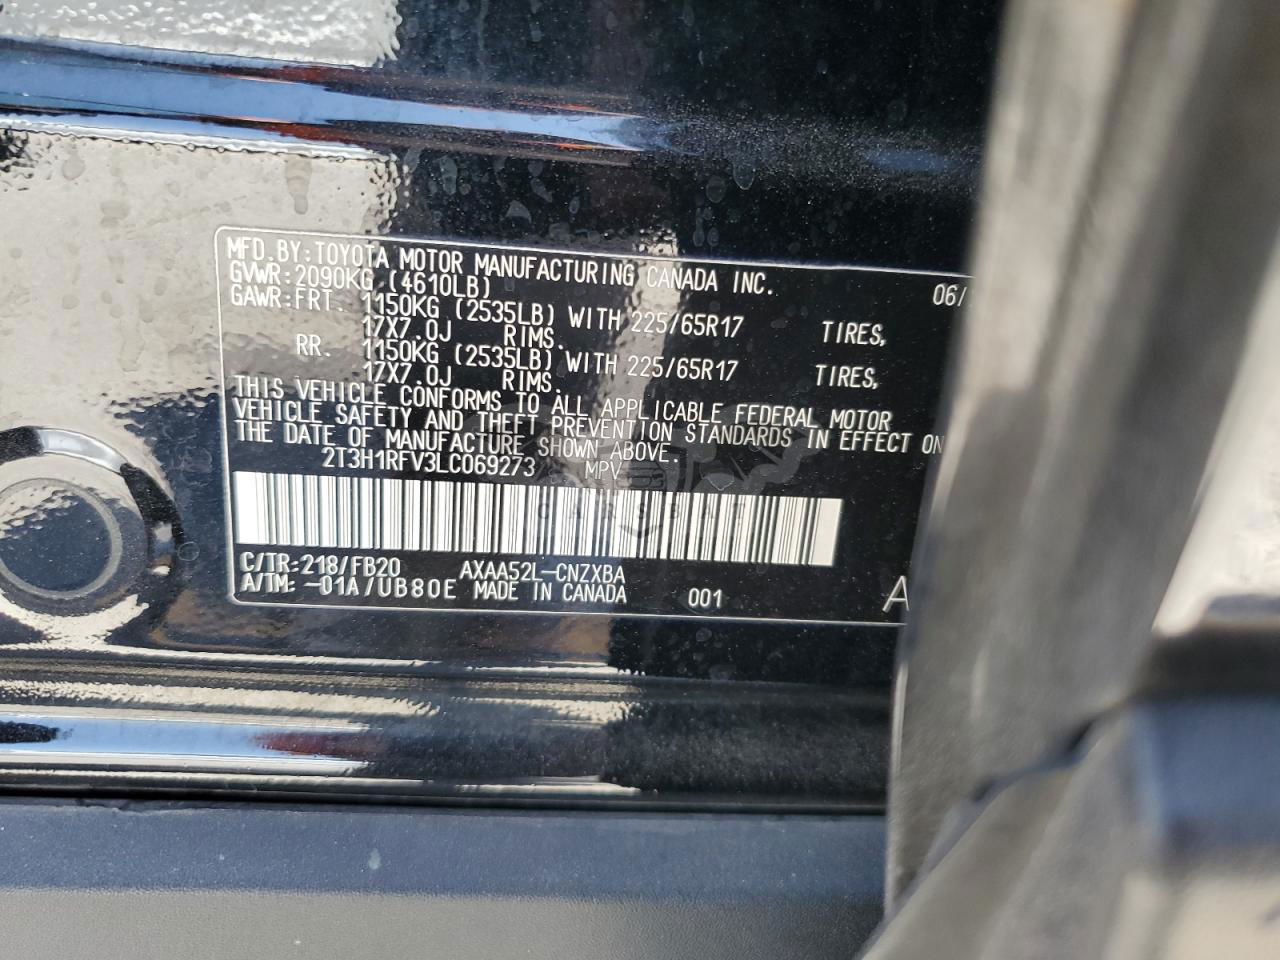 MFD.BY:TOYOTA MOTOR MANUFACTURING CANADA INC. 06/
GVWR:2090KG (4610LB)
GAWR:FRT. 1150KG (2535LB) WITH 225/65R17 TIRES,
17X7.0J RIMS.
RR. 1150KG (2535LB) WITH 225/65R17 TIRES,
17X7.0J RIMS.
THIS VEHICLE CONFORMS TO ALL APPLICABLE FEDERAL MOTOR
VEHICLE SAFETY AND THEFT PREVENTION STANDARDS IN EFFECT ON
THE DATE OF MANUFACTURE SHOWN ABOVE.
2T3H1RFV3LC069273 MPV
CARSBAT
C/TR:218/FB20 AXAA52L-CNZXBA
A/TM:-01A/UB80E MADE IN CANADA 001 A